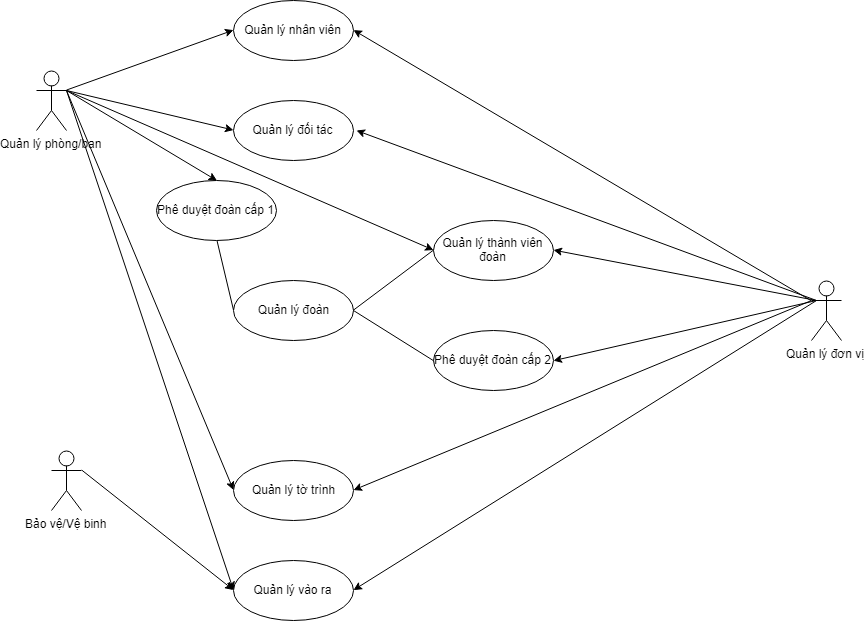 Quản lý nhân viên
Quản lý phòng/ban
Quản lý đối tác
Phê duyệt đoàn cấp 1
Quản lý thành viên
đoàn
Quản lý đoàn
Quản lý đơn vị
Phê duyệt đoàn cấp 2
Quản lý tờ trình
Bảo vệ/Vệ binh
Quản lý vào ra